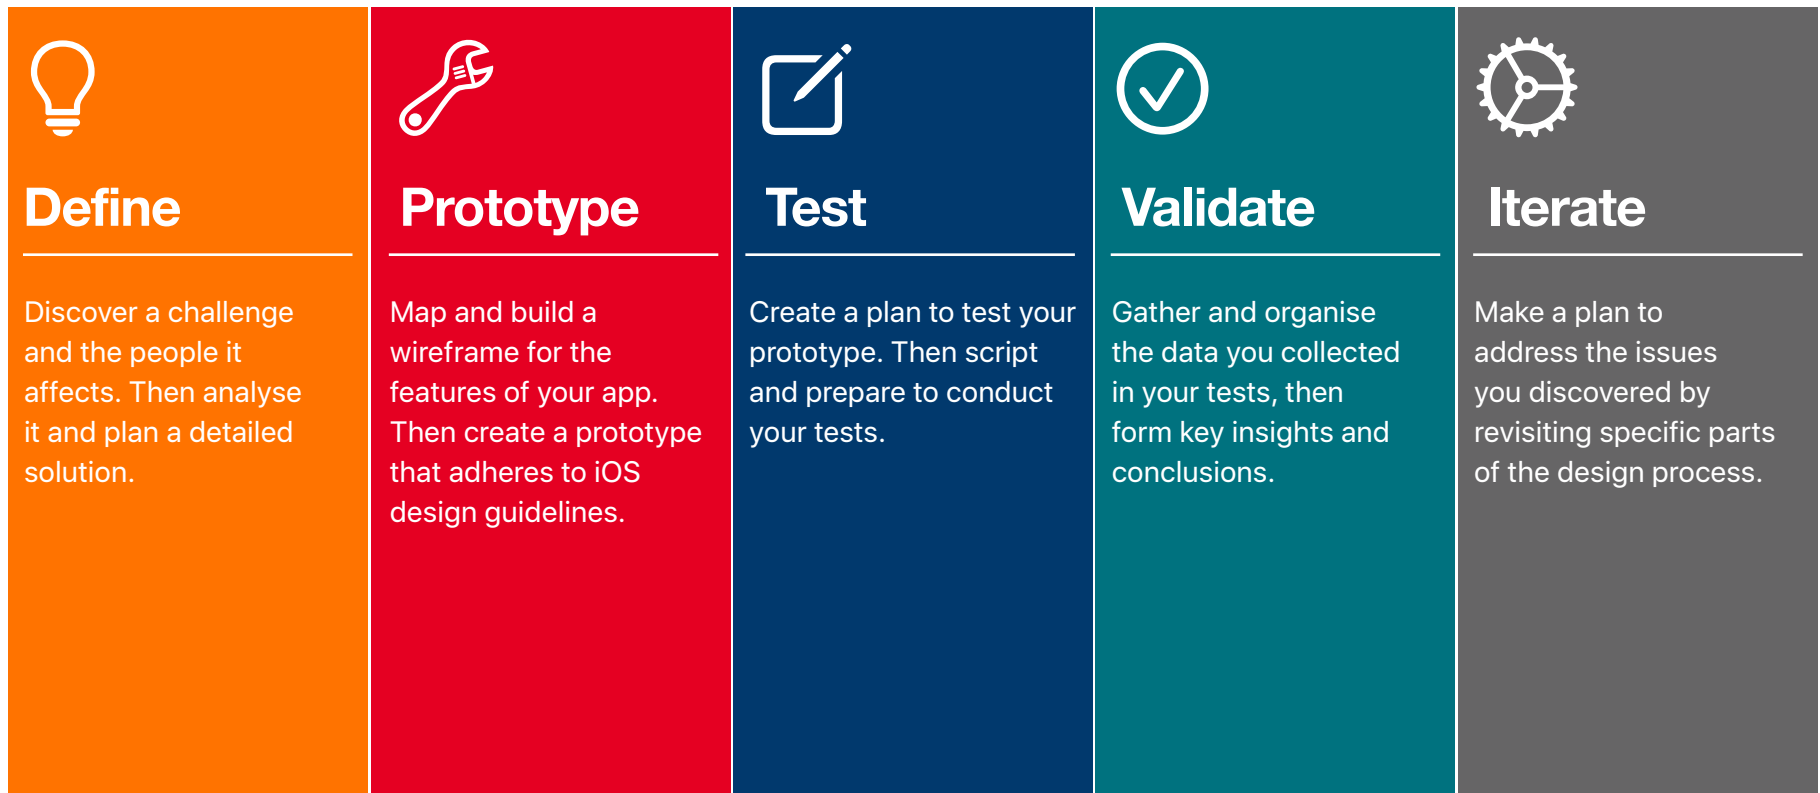 Define
Discover a challenge
and the people it
affects. Then analyse
it and plan a detailed
solution.
Prototype
Map and build a
wireframe for the
features of your app.
Then create a prototype
that adheres to iOS
design guidelines.
Test
Create a plan to test your
prototype. Then script
and prepare to conduct
your tests.
Validate
Gather and organise
the data you collected
in your tests, then
form key insights and
conclusions.
Iterate
Make a plan to
address the issues
you discovered by
revisiting specific parts
of the design process.